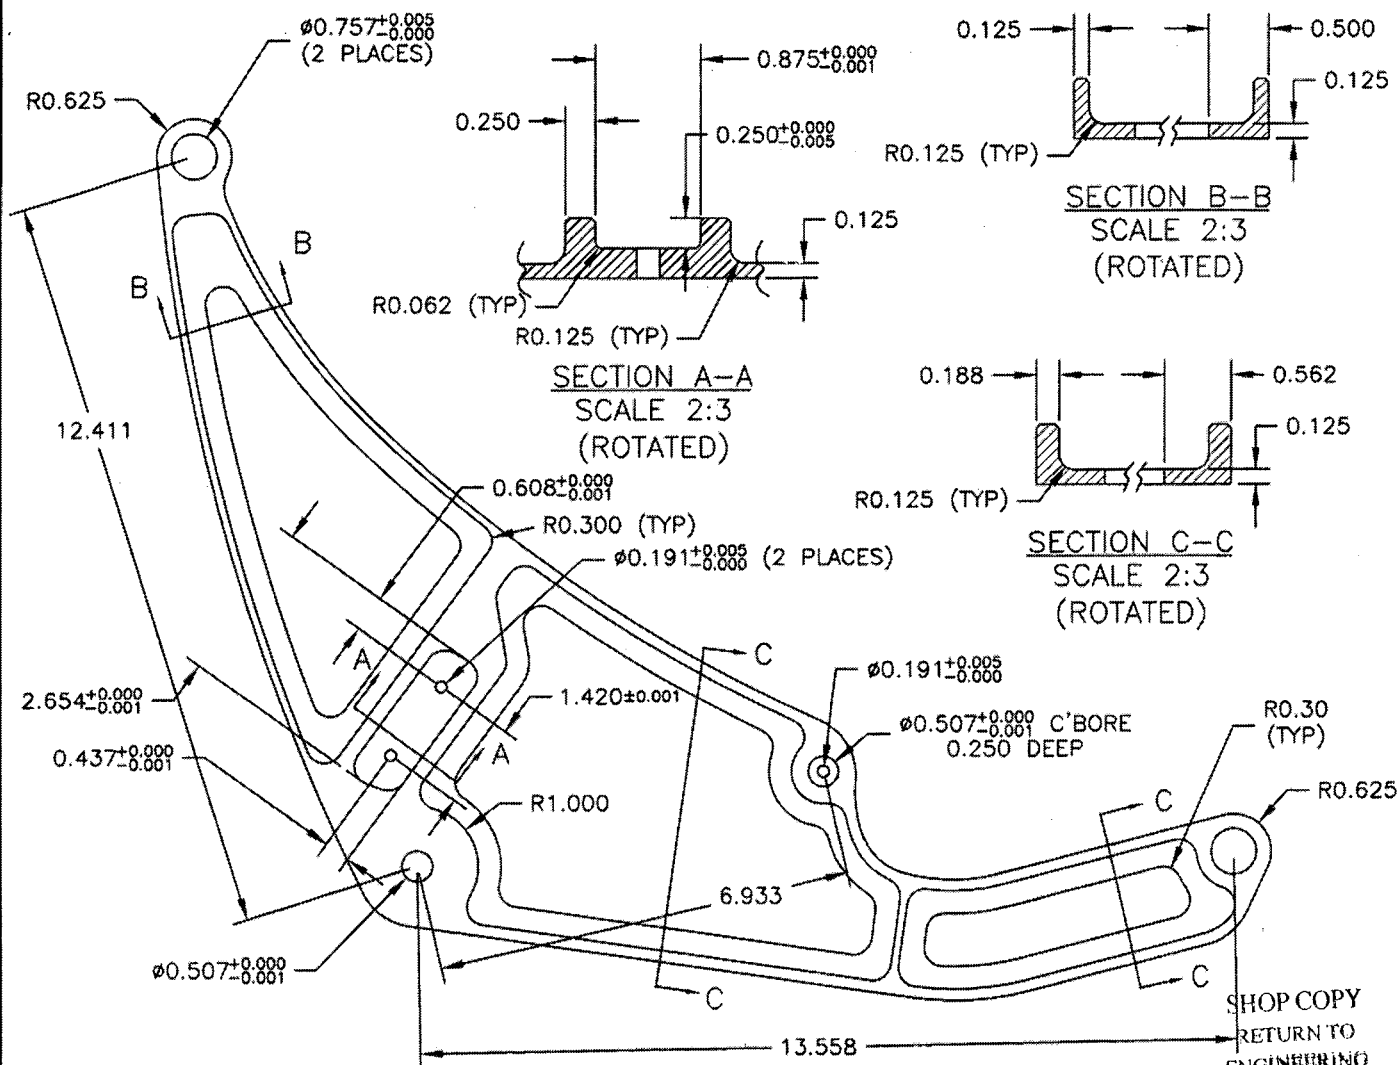 ø0.757+0.005 -0.000
(2 PLACES)
R0.625
0.250
0.875+0.000 -0.001
0.250+0.000 -0.005
0.125
R0.062 (TYP)
R0.125 (TYP)
SECTION A-A
SCALE 2:3
(ROTATED)
0.125
0.500
0.125
R0.125 (TYP)
SECTION B-B
SCALE 2:3
(ROTATED)
0.188
0.562
0.125
R0.125 (TYP)
SECTION C-C
SCALE 2:3
(ROTATED)
B
B
12.411
0.608+0.000 -0.001
R0.300 (TYP)
ø0.191+0.005 -0.000 (2 PLACES)
A
A
1.420±0.001
2.654+0.000 -0.001
0.437+0.000 -0.001
R1.000
C
C
ø0.191+0.005 -0.000
ø0.507+0.000 -0.001 C'BORE
0.250 DEEP
R0.30
(TYP)
R0.625
C
C
6.933
ø0.507+0.000 -0.001
13.558
SHOP COPY
RETURN TO
ENGINEERING